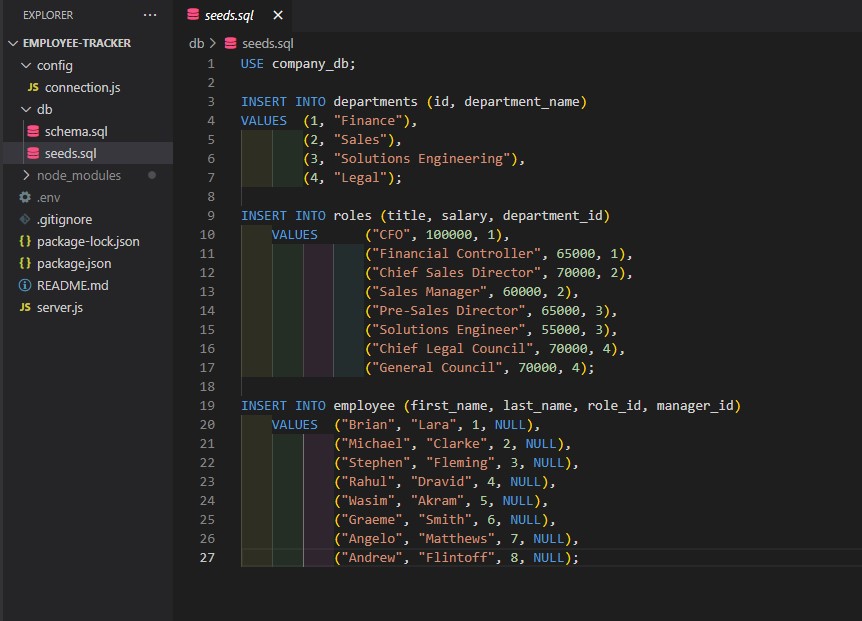 EXPLORER ...
EMPLOYEE-TRACKER
config
JS connection.js
db
schema.sql
seeds.sql
node_modules
.env
.gitignore
{} package-lock.json
{} package.json
README.md
JS server.js
seeds.sql
db > seeds.sql
1 USE company_db;
2
3 INSERT INTO departments (id, department_name)
4 VALUES (1, "Finance"),
5 (2, "Sales"),
6 (3, "Solutions Engineering"),
7 (4, "Legal");
8
9 INSERT INTO roles (title, salary, department_id)
10 VALUES ("CFO", 100000, 1),
11 ("Financial Controller", 65000, 1),
12 ("Chief Sales Director", 70000, 2),
13 ("Sales Manager", 60000, 2),
14 ("Pre-Sales Director", 65000, 3),
15 ("Solutions Engineer", 55000, 3),
16 ("Chief Legal Council", 70000, 4),
17 ("General Council", 70000, 4);
18
19 INSERT INTO employee (first_name, last_name, role_id, manager_id)
20 VALUES ("Brian", "Lara", 1, NULL),
21 ("Michael", "Clarke", 2, NULL),
22 ("Stephen", "Fleming", 3, NULL),
23 ("Rahul", "Dravid", 4, NULL),
24 ("Wasim", "Akram", 5, NULL),
25 ("Graeme", "Smith", 6, NULL),
26 ("Angelo", "Matthews", 7, NULL),
27 ("Andrew", "Flintoff", 8, NULL);